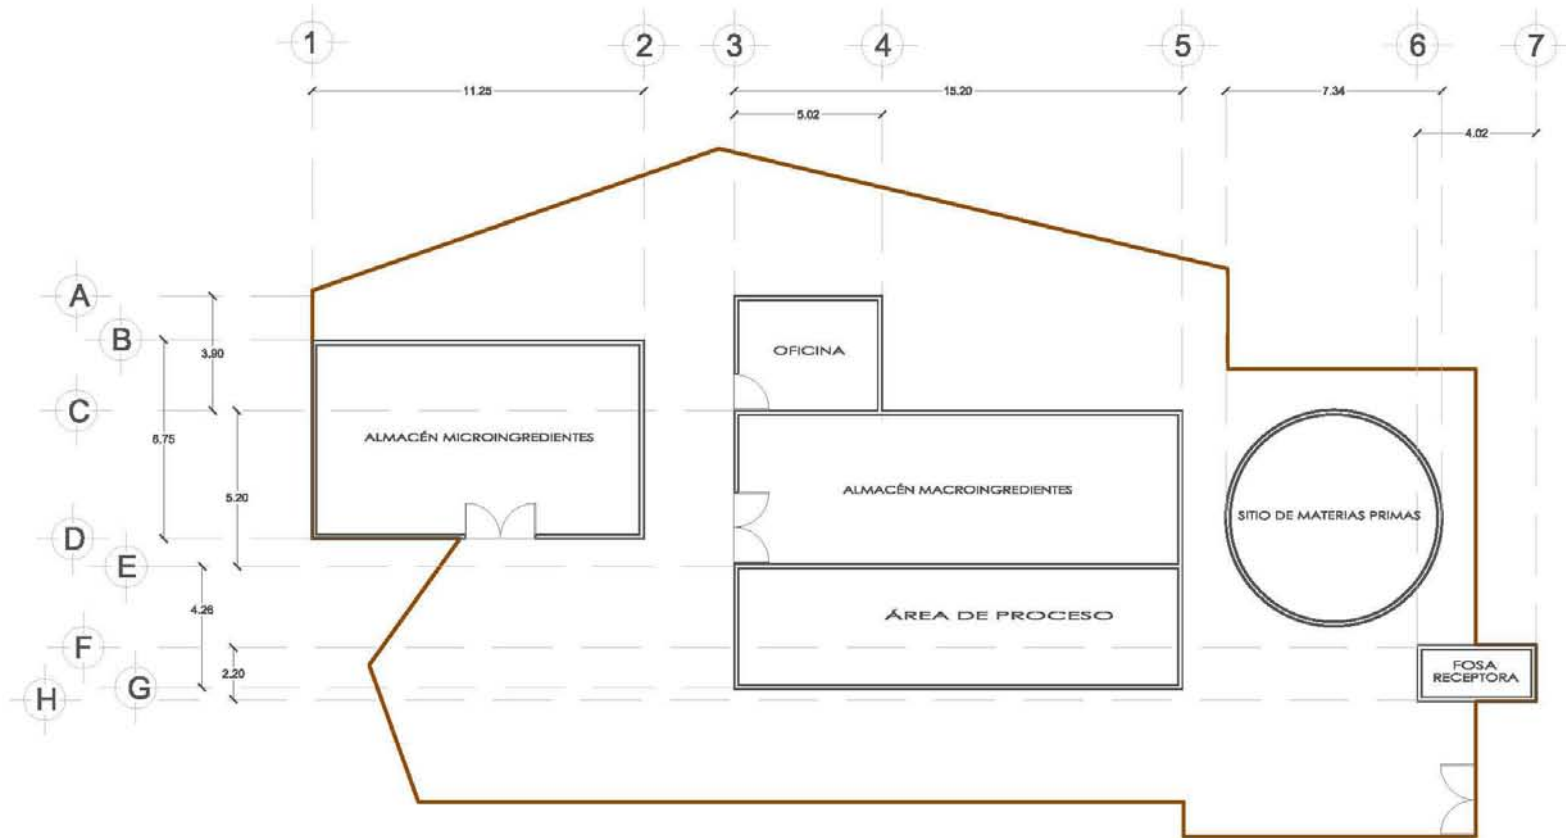 1 2 3 4 5 6 7
11.25 15.20 7.34
5.02
4.02
A
B
3.90
OFICINA
C
6.75
ALMACÉN MICROINGREDIENTES
5.20
ALMACÉN MACROINGREDIENTES
SITIO DE MATERIAS PRIMAS
D
E
4.26
ÁREA DE PROCESO
F
2.20
FOSA
RECEPTORA
G
H